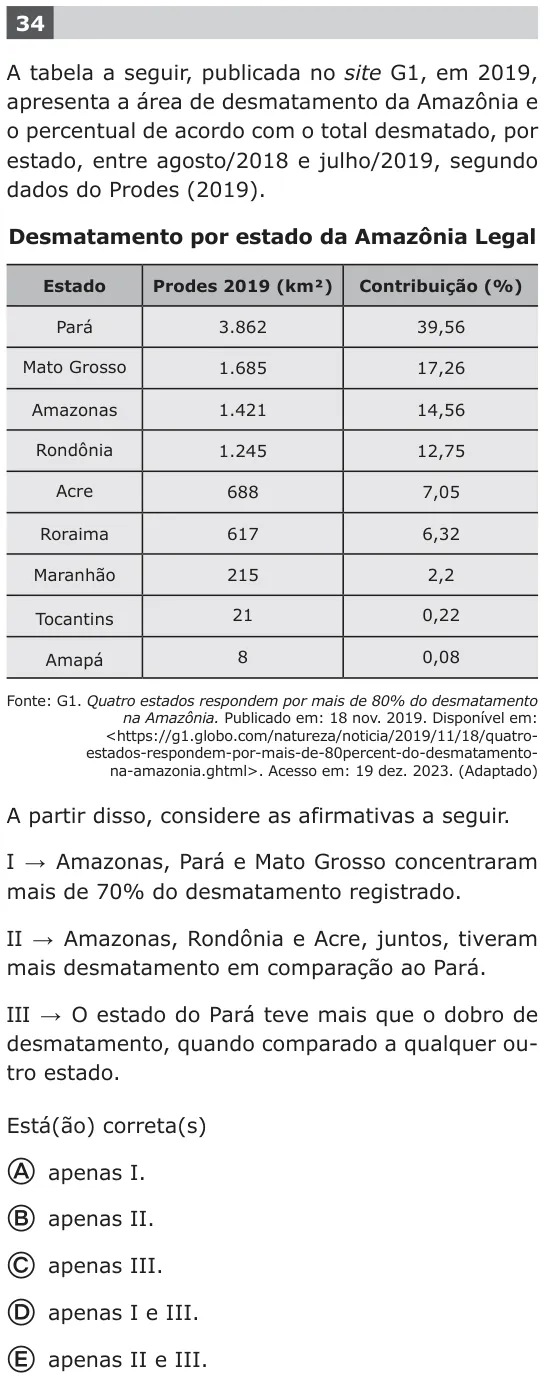 34
A tabela a seguir, publicada no site G1, em 2019,
apresenta a área de desmatamento da Amazônia e
o percentual de acordo com o total desmatado, por
estado, entre agosto/2018 e julho/2019, segundo
dados do Prodes (2019).
Desmatamento por estado da Amazônia Legal
Estado Prodes 2019 (km²) Contribuição (%)
Pará 3.862 39,56
Mato Grosso 1.685 17,26
Amazonas 1.421 14,56
Rondônia 1.245 12,75
Acre 688 7,05
Roraima 617 6,32
Maranhão 215 2,2
Tocantins 21 0,22
Amapá 8 0,08
Fonte: G1. Quatro estados respondem por mais de 80% do desmatamento
na Amazônia. Publicado em: 18 nov. 2019. Disponível em:
<https://g1.globo.com/natureza/noticia/2019/11/18/quatro-
estados-respondem-por-mais-de-80percent-do-desmatamento-
na-amazonia.ghtml>. Acesso em: 19 dez. 2023. (Adaptado)
A partir disso, considere as afirmativas a seguir.
I → Amazonas, Pará e Mato Grosso concentraram
mais de 70% do desmatamento registrado.
II → Amazonas, Rondônia e Acre, juntos, tiveram
mais desmatamento em comparação ao Pará.
III → O estado do Pará teve mais que o dobro de
desmatamento, quando comparado a qualquer ou-
tro estado.
Está(ão) correta(s)
A apenas I.
B apenas II.
C apenas III.
D apenas I e III.
E apenas II e III.